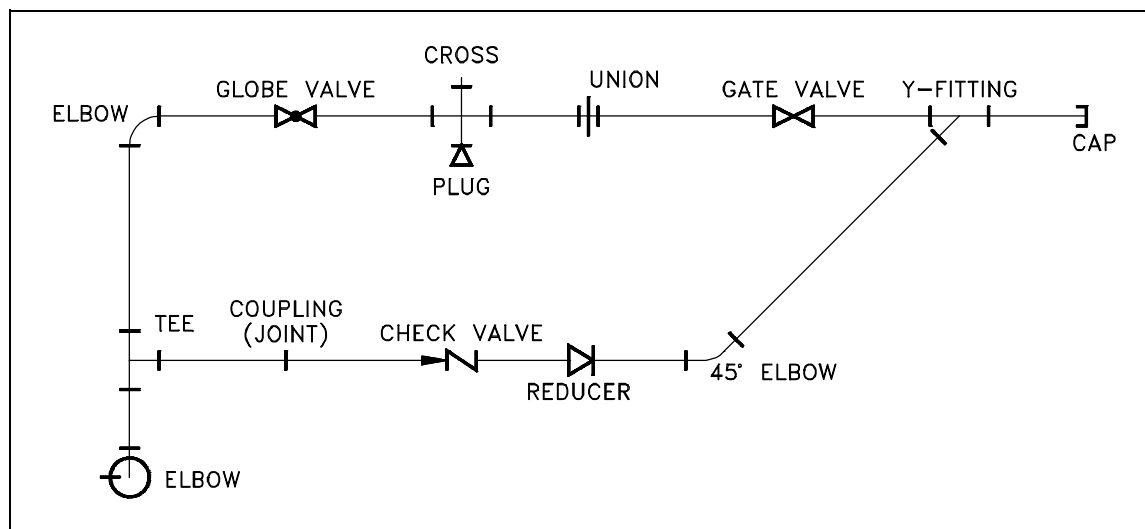 CROSS
UNION
GLOBE VALVE
GATE VALVE
Y-FITTING
ELBOW
CAP
PLUG
TEE
COUPLING
(JOINT)
CHECK VALVE
REDUCER
45° ELBOW
ELBOW